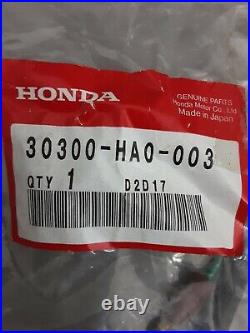 HONDA
GENUINE PARTS
Honda Motor Co., Ltd.
Made in Japan
30300-HA0-003
QTY 1 D2D17